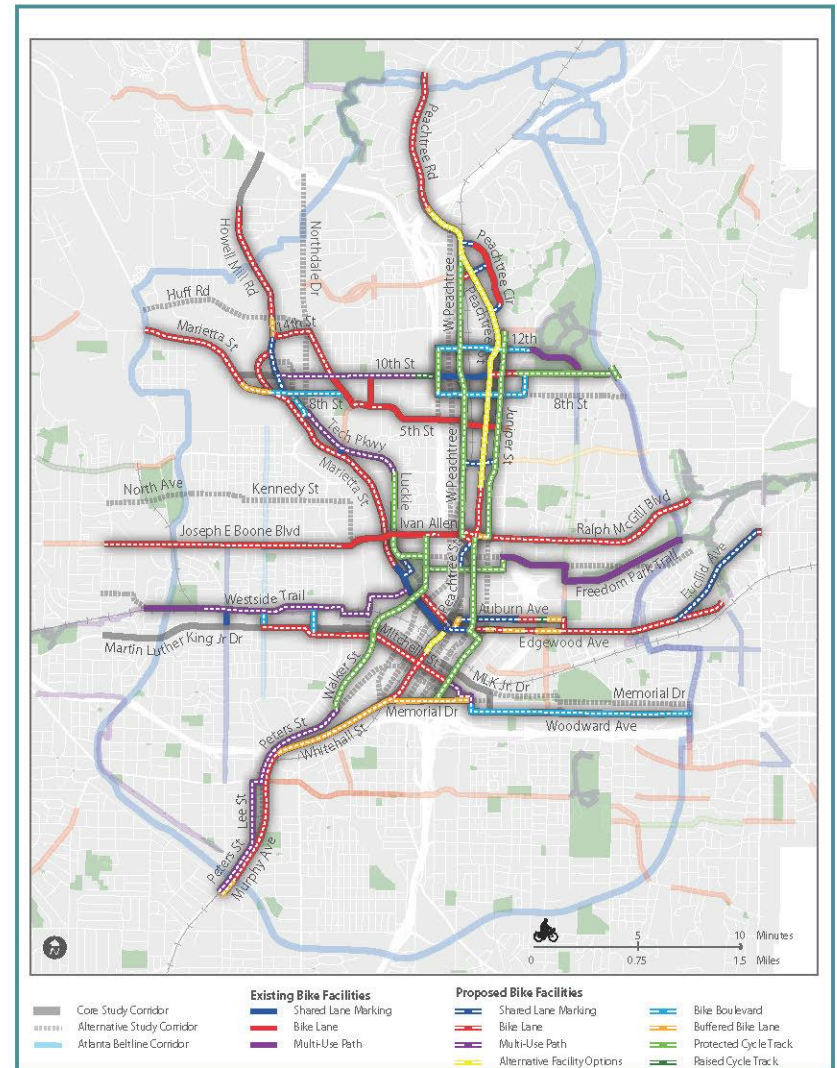 Peachtree Rd
Northdale Dr
Howell Mill Rd
W Peachtree
Peachtree Cir
Huff Rd
Marietta St
14th St
12th
10th St
8th St
8th St
Juniper St
5th St
Tech Pkwy
Marietta St
Luckie
W Peachtree
North Ave
Kennedy St
Ivan Allen
Joseph E Boone Blvd
Ralph McGill Blvd
Peachtree St
Freedom Park Trail
Euclid Ave
Westside Trail
Auburn Ave
Edgewood Ave
Martin Luther King Jr Dr
Mitchell St
MLK Jr. Dr
Memorial Dr
Walker St
Memorial Dr
Woodward Ave
Peters St
Whitehall St
Lee St
Peters St
Murphy Ave
5 10 Minutes
0 0.75 1.5 Miles
Core Study Corridor
Alternative Study Corridor
Atlanta Beltline Corridor
Existing Bike Facilities
Shared Lane Marking
Bike Lane
Multi-Use Path
Proposed Bike Facilities
Shared Lane Marking
Bike Lane
Multi-Use Path
Alternative Facility Options
Bike Boulevard
Buffered Bike Lane
Protected Cycle Track
Raised Cycle Track